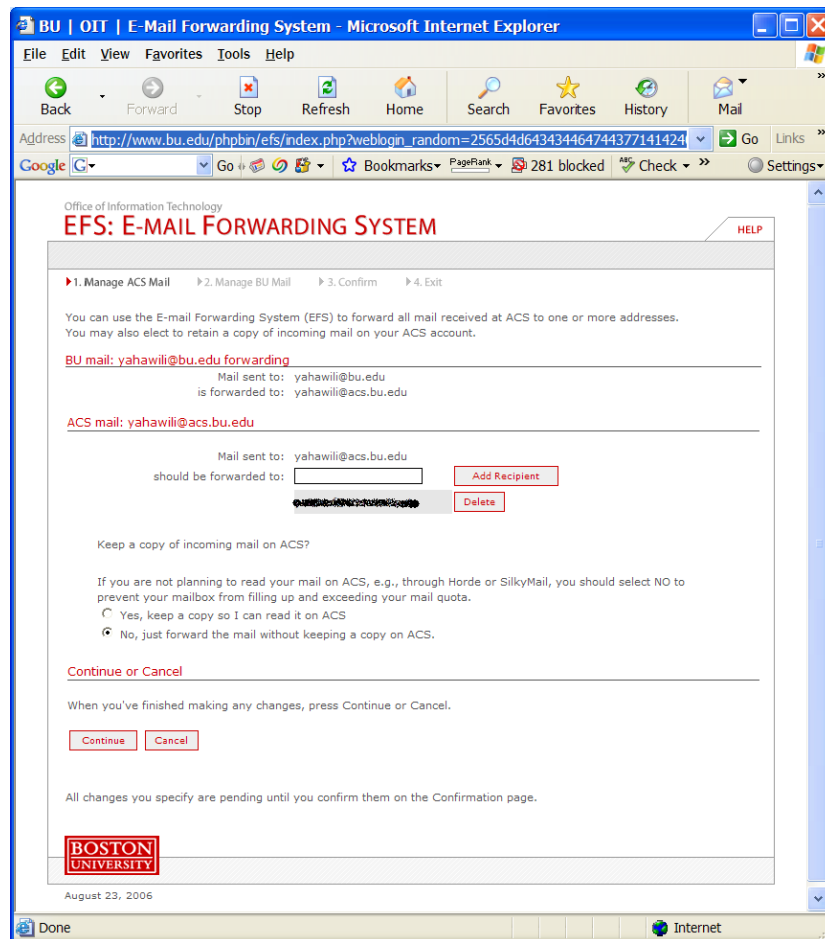 BU | OIT | E-Mail Forwarding System - Microsoft Internet Explorer
File Edit View Favorites Tools Help
Back Forward Stop Refresh Home Search Favorites History Mail »
Address http://www.bu.edu/phpbin/efs/index.php?weblogin_random= Go Links »
Google G Go Bookmarks PageRank 281 blocked ABC Check » Settings
Office of Information Technology
EFS: E-MAIL FORWARDING SYSTEM
HELP
1. Manage ACS Mail 2. Manage BU Mail 3. Confirm 4. Exit
You can use the E-mail Forwarding System (EFS) to forward all mail received at ACS to one or more addresses.
You may also elect to retain a copy of incoming mail on your ACS account.
BU mail: yahawili@bu.edu forwarding
Mail sent to: yahawili@bu.edu
is forwarded to: yahawili@acs.bu.edu
ACS mail: yahawili@acs.bu.edu
Mail sent to: yahawili@acs.bu.edu
should be forwarded to: Add Recipient
Delete
Keep a copy of incoming mail on ACS?
If you are not planning to read your mail on ACS, e.g., through Horde or SilkyMail, you should select NO to
prevent your mailbox from filling up and exceeding your mail quota.
Yes, keep a copy so I can read it on ACS
No, just forward the mail without keeping a copy on ACS.
Continue or Cancel
When you've finished making any changes, press Continue or Cancel.
Continue Cancel
All changes you specify are pending until you confirm them on the Confirmation page.
BOSTON
UNIVERSITY
August 23, 2006
Done Internet